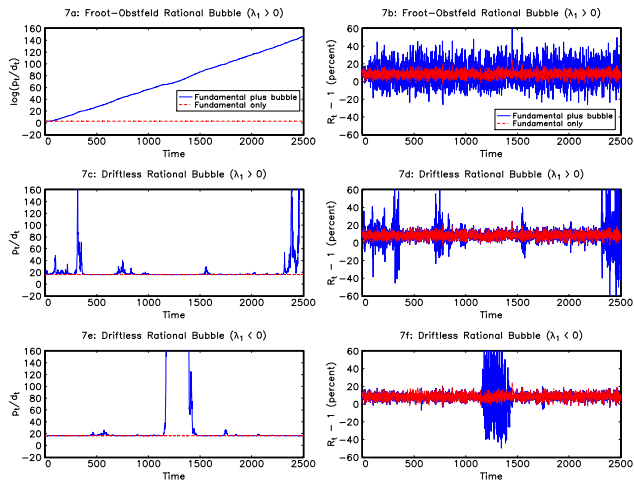 7a: Froot-Obstfeld Rational Bubble (λ1 > 0)
160
140
120
100
80
60
40
20
0
-20
log(pt/dt)
Fundamental plus bubble
Fundamental only
0 500 1000 1500 2000 2500
Time
7b: Froot-Obstfeld Rational Bubble (λ1 > 0)
60
40
20
0
-20
-40
-60
Rt - 1 (percent)
Fundamental plus bubble
Fundamental only
0 500 1000 1500 2000 2500
Time
7c: Driftless Rational Bubble (λ1 > 0)
160
140
120
100
80
60
40
20
0
-20
pt/dt
0 500 1000 1500 2000 2500
Time
7d: Driftless Rational Bubble (λ1 > 0)
60
40
20
0
-20
-40
-60
Rt - 1 (percent)
0 500 1000 1500 2000 2500
Time
7e: Driftless Rational Bubble (λ1 < 0)
160
140
120
100
80
60
40
20
0
-20
pt/dt
0 500 1000 1500 2000 2500
Time
7f: Driftless Rational Bubble (λ1 < 0)
60
40
20
0
-20
-40
-60
Rt - 1 (percent)
0 500 1000 1500 2000 2500
Time